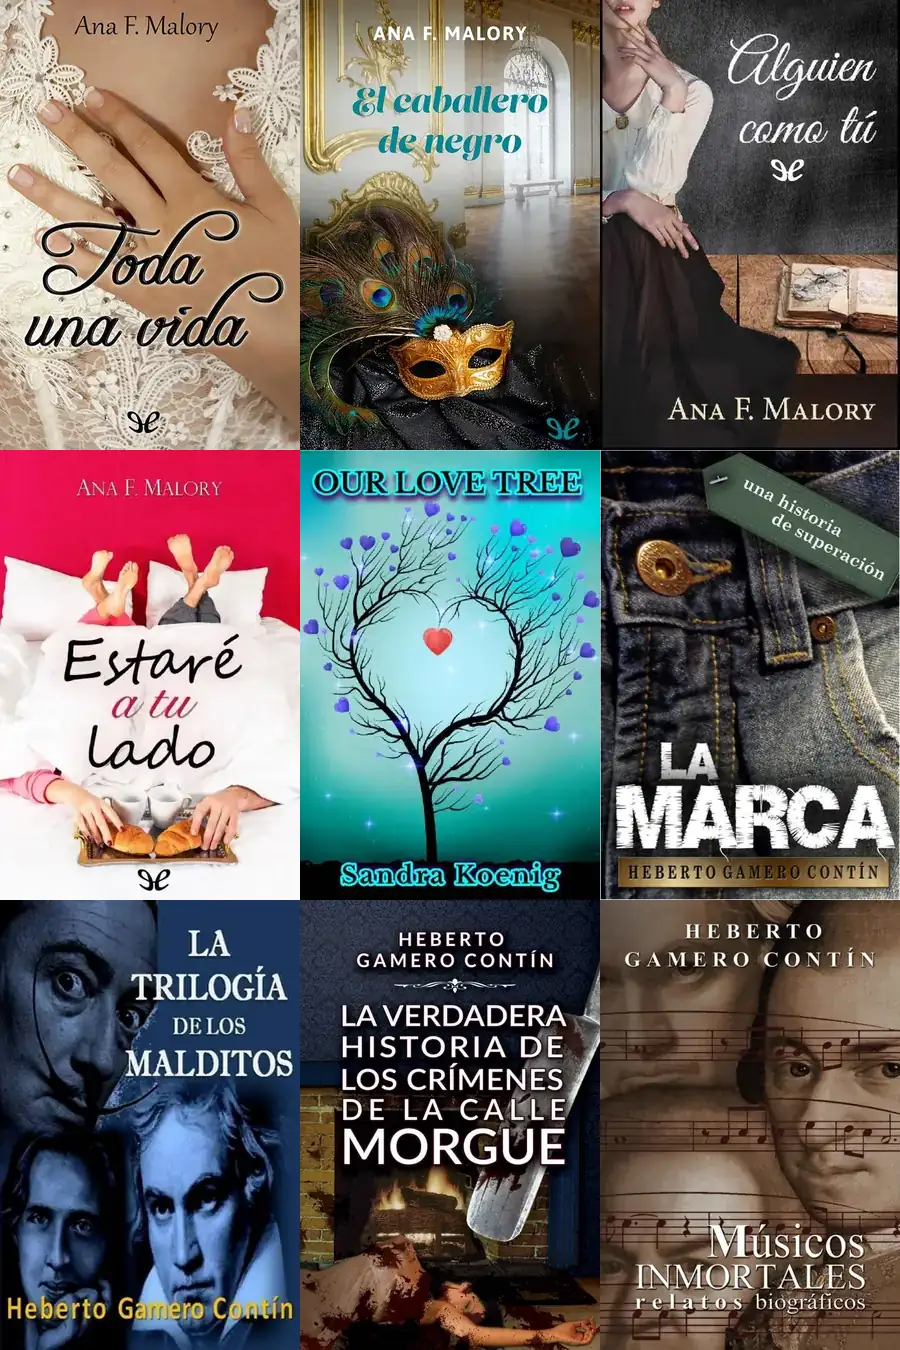 Ana F. Malory
Toda
una vida
ANA F. MALORY
El caballero
de negro
Alguien
como tú
ANA F. MALORY
ANA F. MALORY
Estaré
a tu
lado
OUR LOVE TREE
Sandra Koenig
una historia
de superación
LA
MARCA
HEBERTO GAMERO CONTÍN
LA
TRILOGÍA
DE LOS
MALDITOS
Heberto Gamero Contín
HEBERTO
GAMERO CONTÍN
LA VERDADERA
HISTORIA DE
LOS CRÍMENES
DE LA CALLE
MORGUE
HEBERTO
GAMERO CONTÍN
Músicos
INMORTALES
relatos biográficos